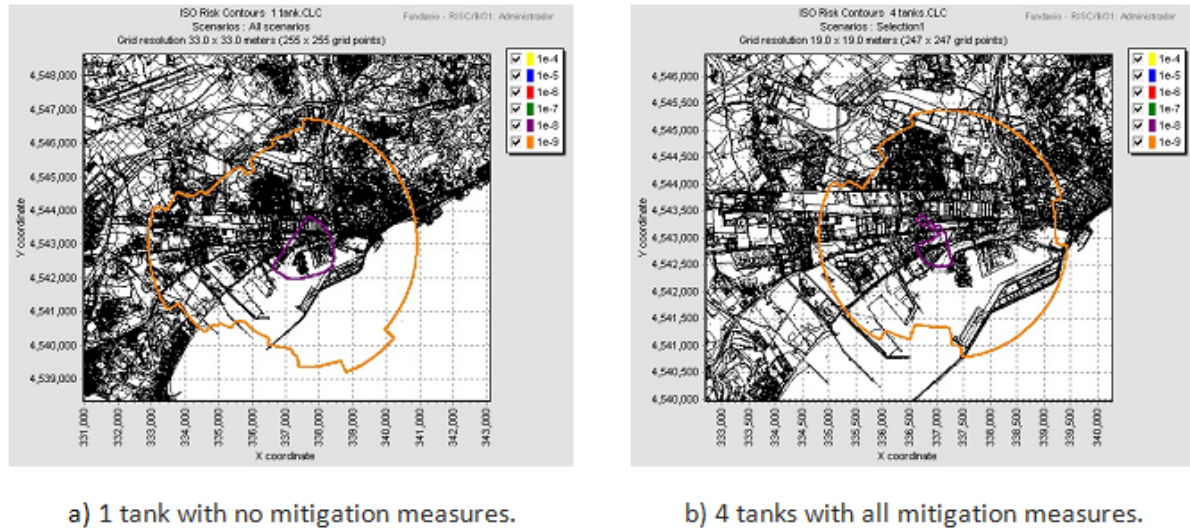 ISO Risk Contours 1 tank.CLC
Scenarios : All scenarios
Grid resolution 33.0 x 33.0 meters (255 x 255 grid points)
Administrador
1e-4
1e-5
1e-6
1e-7
1e-8
1e-9
Y coordinate
4,548,000
4,547,000
4,546,000
4,545,000
4,544,000
4,543,000
4,542,000
4,541,000
4,540,000
4,539,000
331,000
332,000
333,000
334,000
335,000
336,000
337,000
338,000
339,000
340,000
341,000
342,000
343,000
X coordinate
a) 1 tank with no mitigation measures.
ISO Risk Contours 4 tanks.CLC
Scenarios : Selection1
Grid resolution 19.0 x 19.0 meters (247 x 247 grid points)
Administrador
1e-4
1e-5
1e-6
1e-7
1e-8
1e-9
Y coordinate
4,546,000
4,545,500
4,545,000
4,544,500
4,544,000
4,543,500
4,543,000
4,542,500
4,542,000
4,541,500
4,541,000
4,540,500
4,540,000
333,000
333,500
334,000
334,500
335,000
335,500
336,000
336,500
337,000
337,500
338,000
338,500
339,000
339,500
340,000
X coordinate
b) 4 tanks with all mitigation measures.